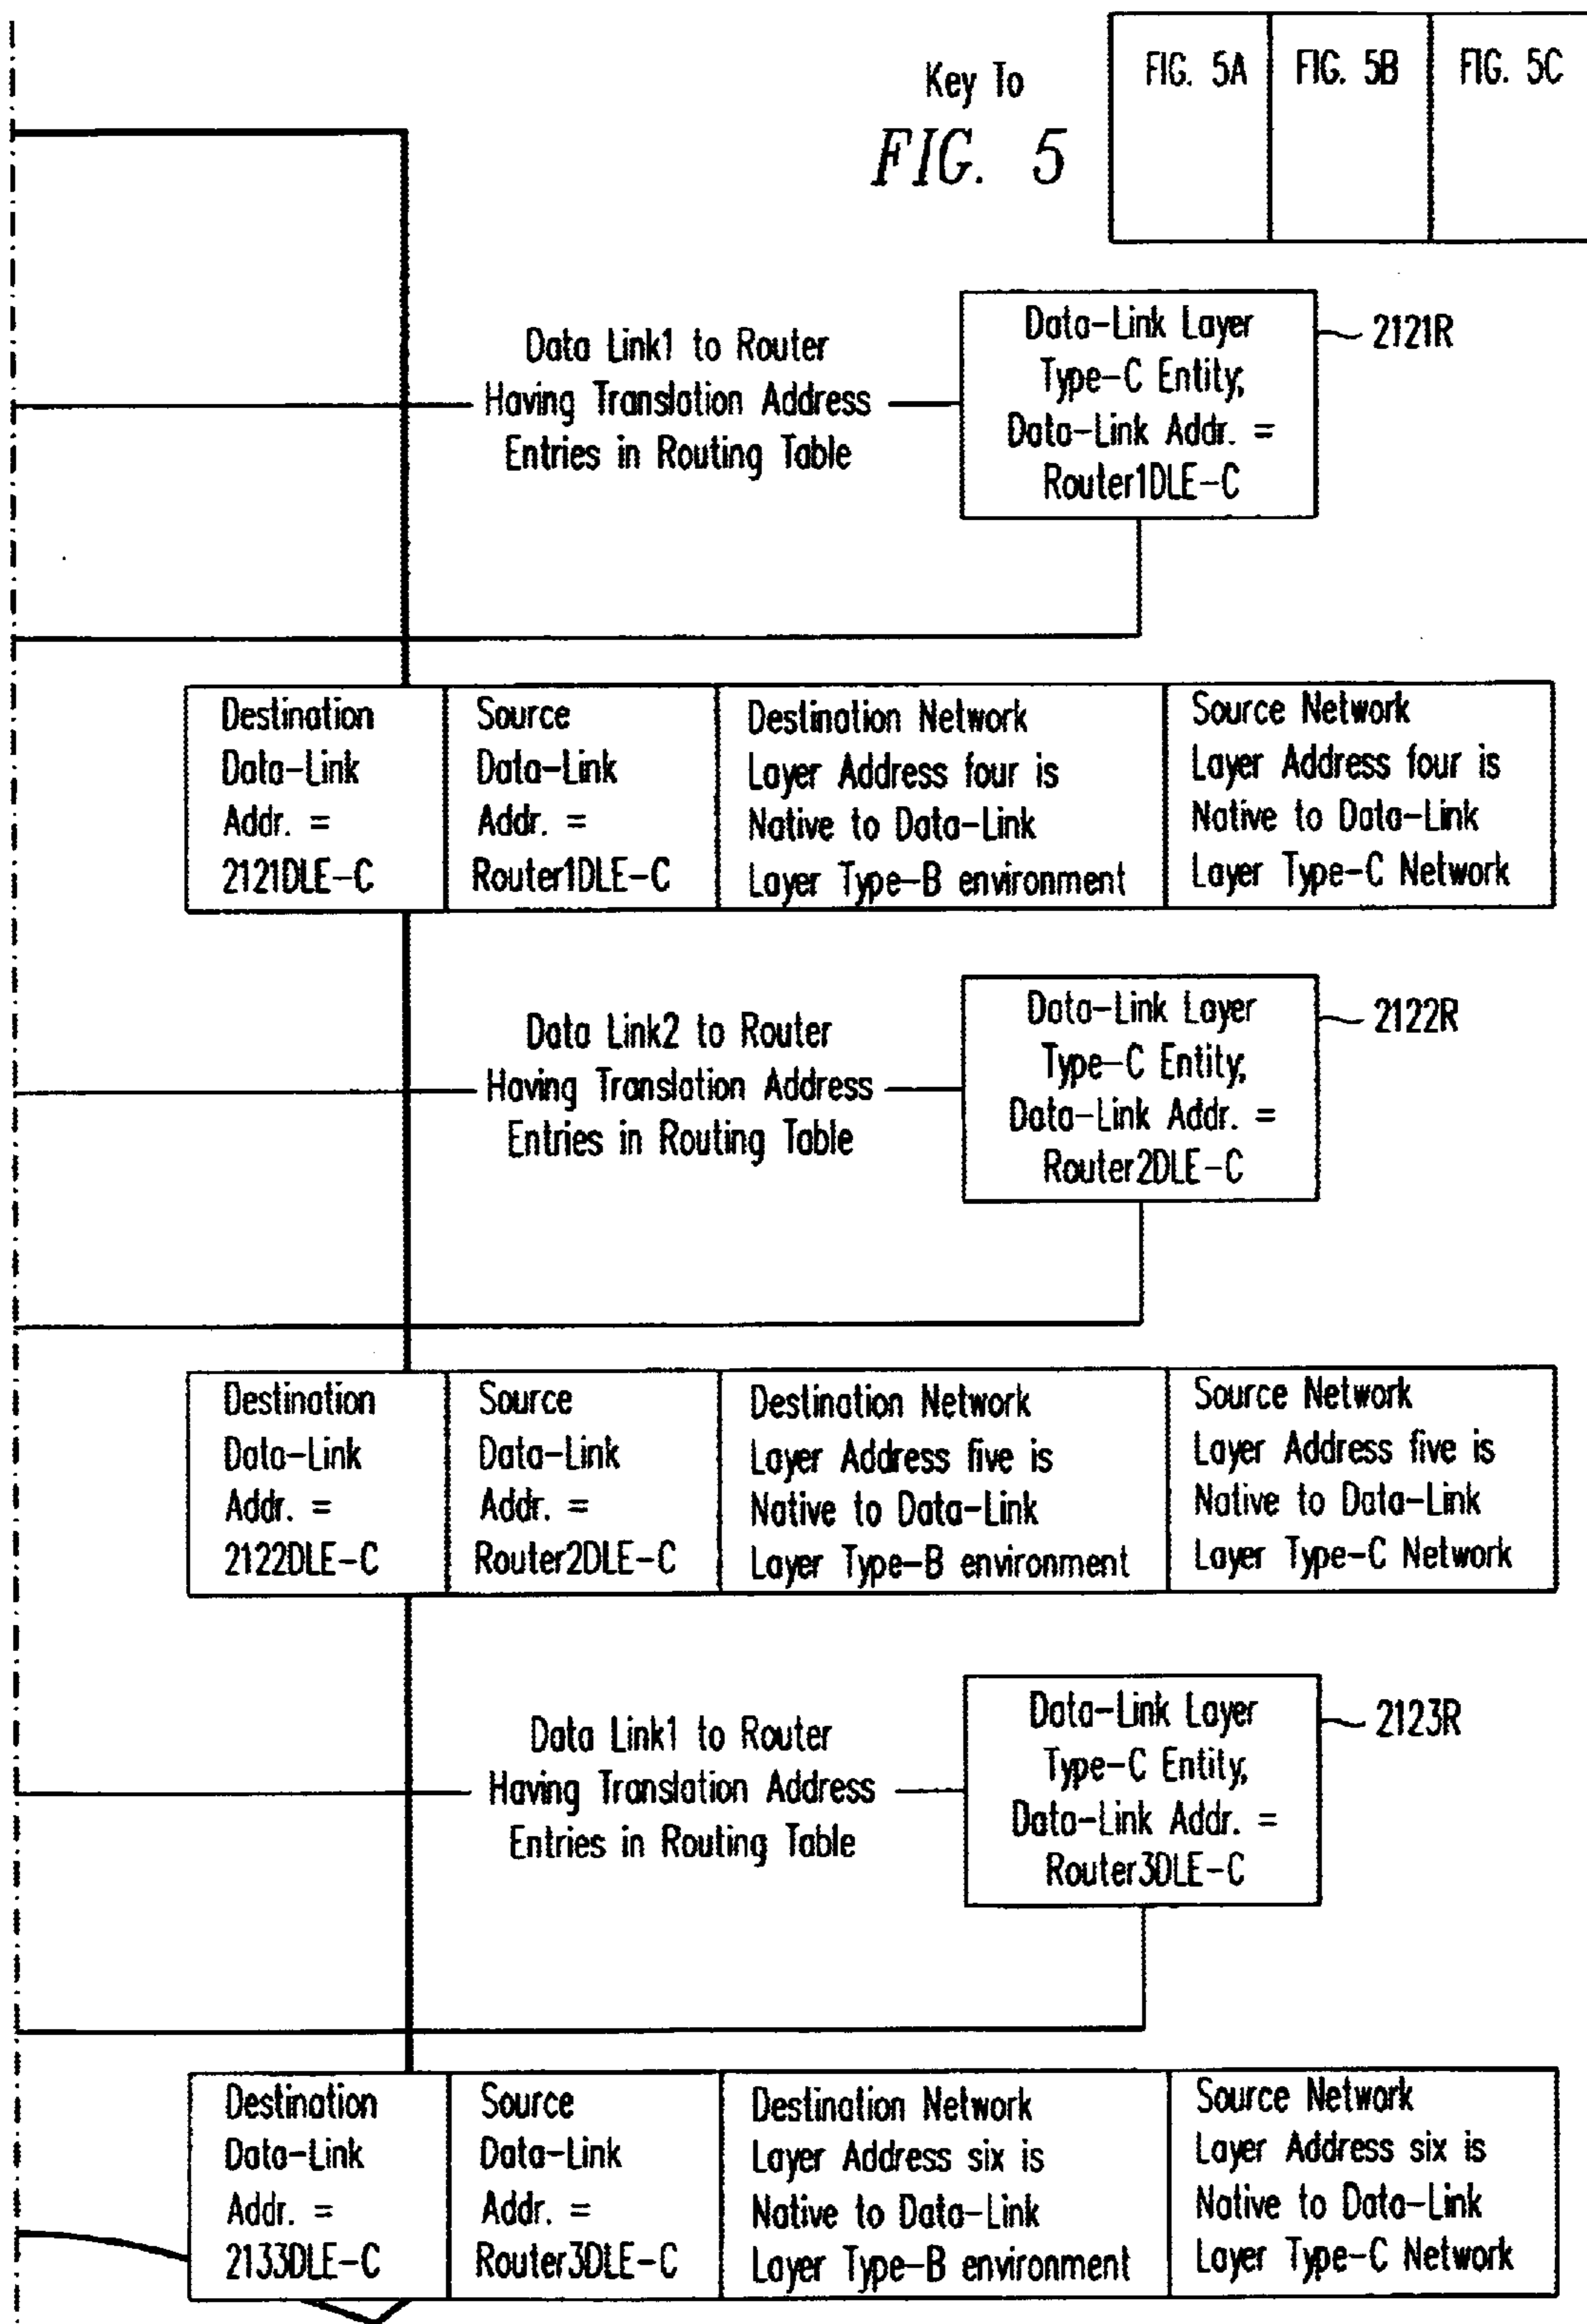 Key To
FIG. 5
FIG. 5A
FIG. 5B
FIG. 5C
Data Link1 to Router
Having Translation Address
Entries in Routing Table
Data-Link Layer
Type-C Entity;
Data-Link Addr. =
Router1DLE-C
2121R
Destination
Data-Link
Addr. =
2121DLE-C
Source
Data-Link
Addr. =
Router1DLE-C
Destination Network
Layer Address four is
Native to Data-Link
Layer Type-B environment
Source Network
Layer Address four is
Native to Data-Link
Layer Type-C Network
Data Link2 to Router
Having Translation Address
Entries in Routing Table
Data-Link Layer
Type-C Entity;
Data-Link Addr. =
Router2DLE-C
2122R
Destination
Data-Link
Addr. =
2122DLE-C
Source
Data-Link
Addr. =
Router2DLE-C
Destination Network
Layer Address five is
Native to Data-Link
Layer Type-B environment
Source Network
Layer Address five is
Native to Data-Link
Layer Type-C Network
Data Link1 to Router
Having Translation Address
Entries in Routing Table
Data-Link Layer
Type-C Entity;
Data-Link Addr. =
Router3DLE-C
2123R
Destination
Data-Link
Addr. =
2133DLE-C
Source
Data-Link
Addr. =
Router3DLE-C
Destination Network
Layer Address six is
Native to Data-Link
Layer Type-B environment
Source Network
Layer Address six is
Native to Data-Link
Layer Type-C Network